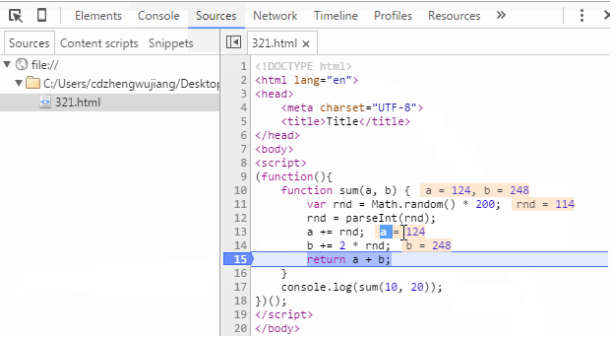 Elements Console Sources Network Timeline Profiles Resources »
Sources Content scripts Snippets
321.html ×
file://
C:/Users/cdzhengwujiang/Desktop
321.html
1 <!DOCTYPE html>
2 <html lang="en">
3 <head>
4 <meta charset="UTF-8">
5 <title>Title</title>
6 </head>
7 <body>
8 <script>
9 (function(){
10 function sum(a, b) { a = 124, b = 248
11 var rnd = Math.random() * 200; rnd = 114
12 rnd = parseInt(rnd);
13 a += rnd; a = 124
14 b += 2 * rnd; b = 248
15 return a + b;
16 }
17 console.log(sum(10, 20));
18 })();
19 </script>
20 </body>